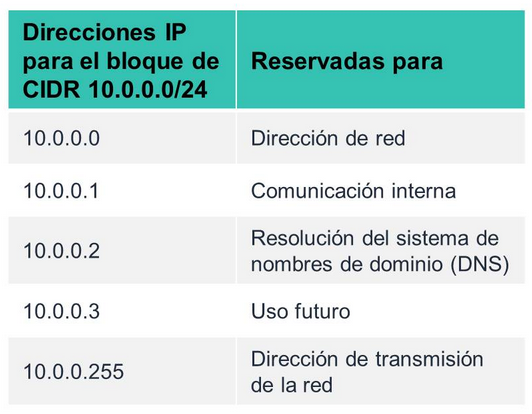 Direcciones IP
para el bloque de
CIDR 10.0.0.0/24
Reservadas para
10.0.0.0
Dirección de red
10.0.0.1
Comunicación interna
10.0.0.2
Resolución del sistema de
nombres de dominio (DNS)
10.0.0.3
Uso futuro
10.0.0.255
Dirección de transmisión
de la red